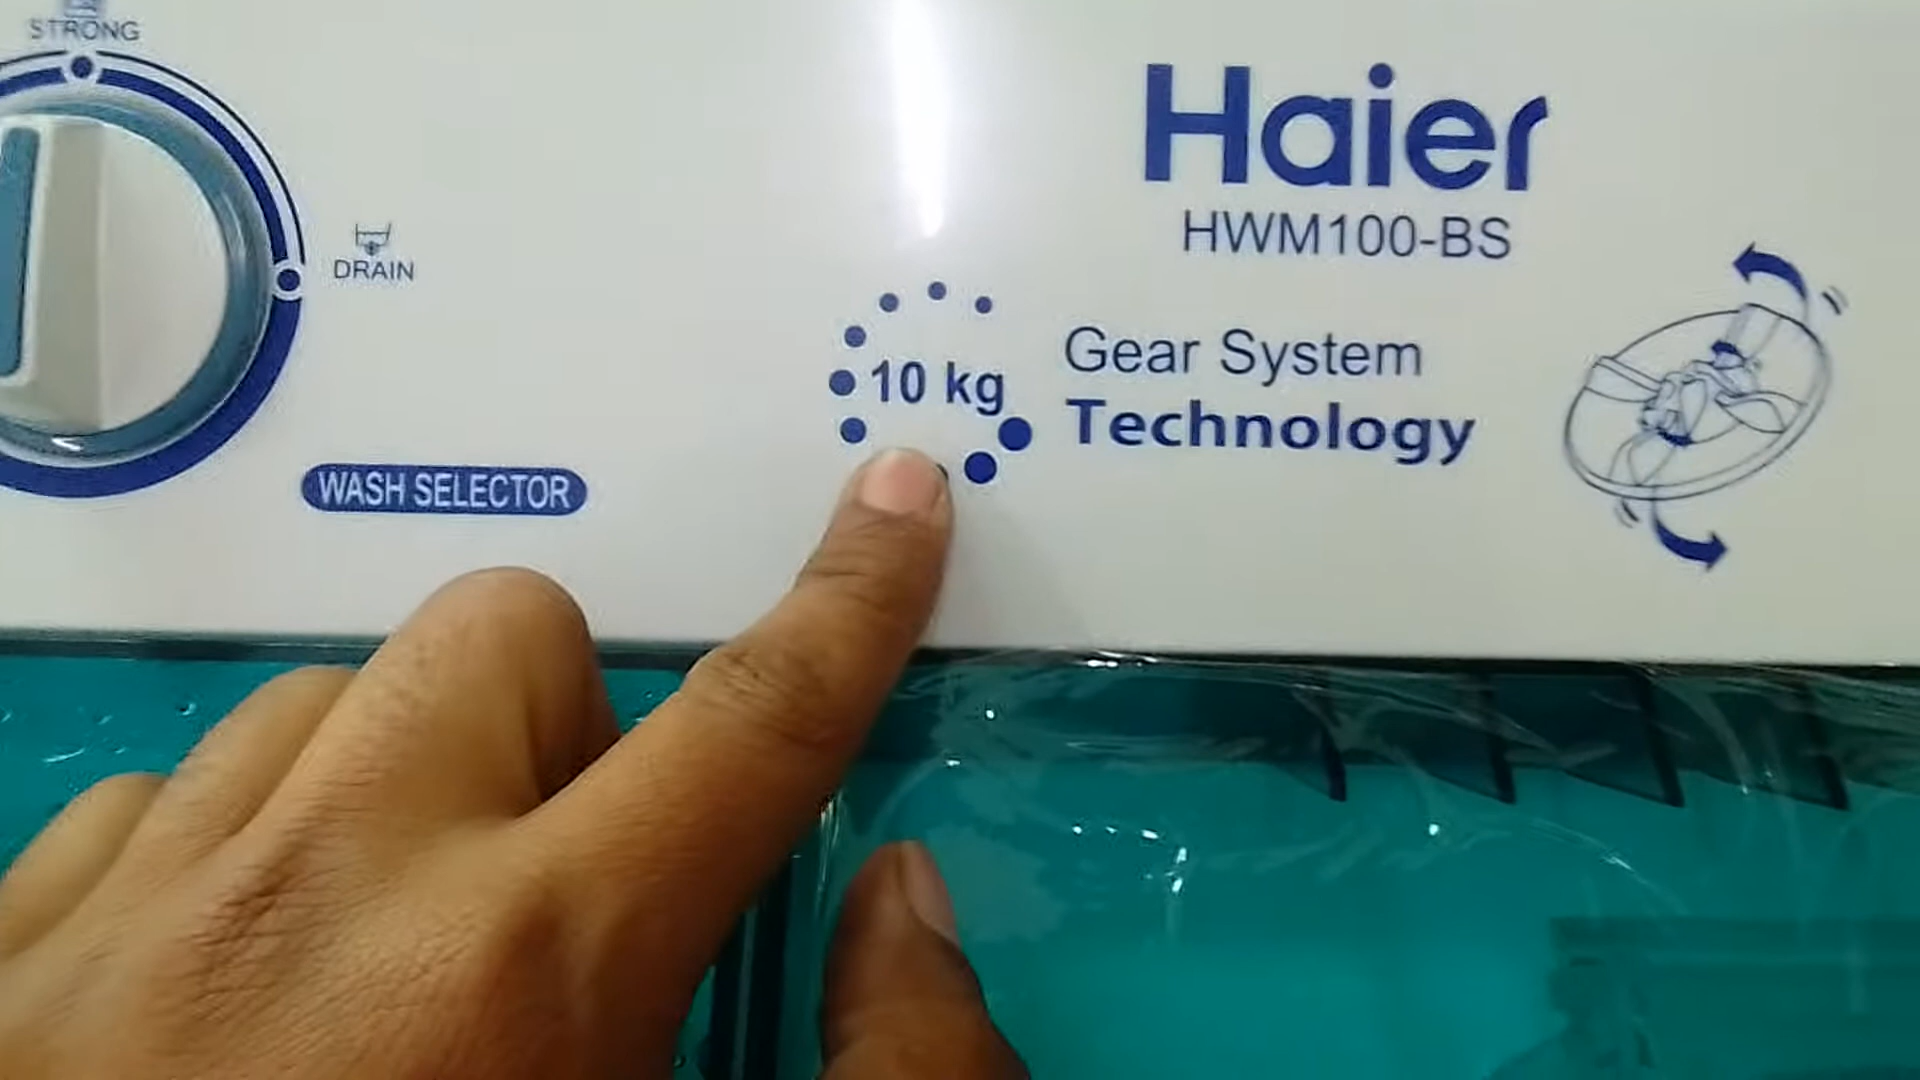 STRONG
DRAIN
WASH SELECTOR
Haier
HWM100-BS
10 kg
Gear System
Technology